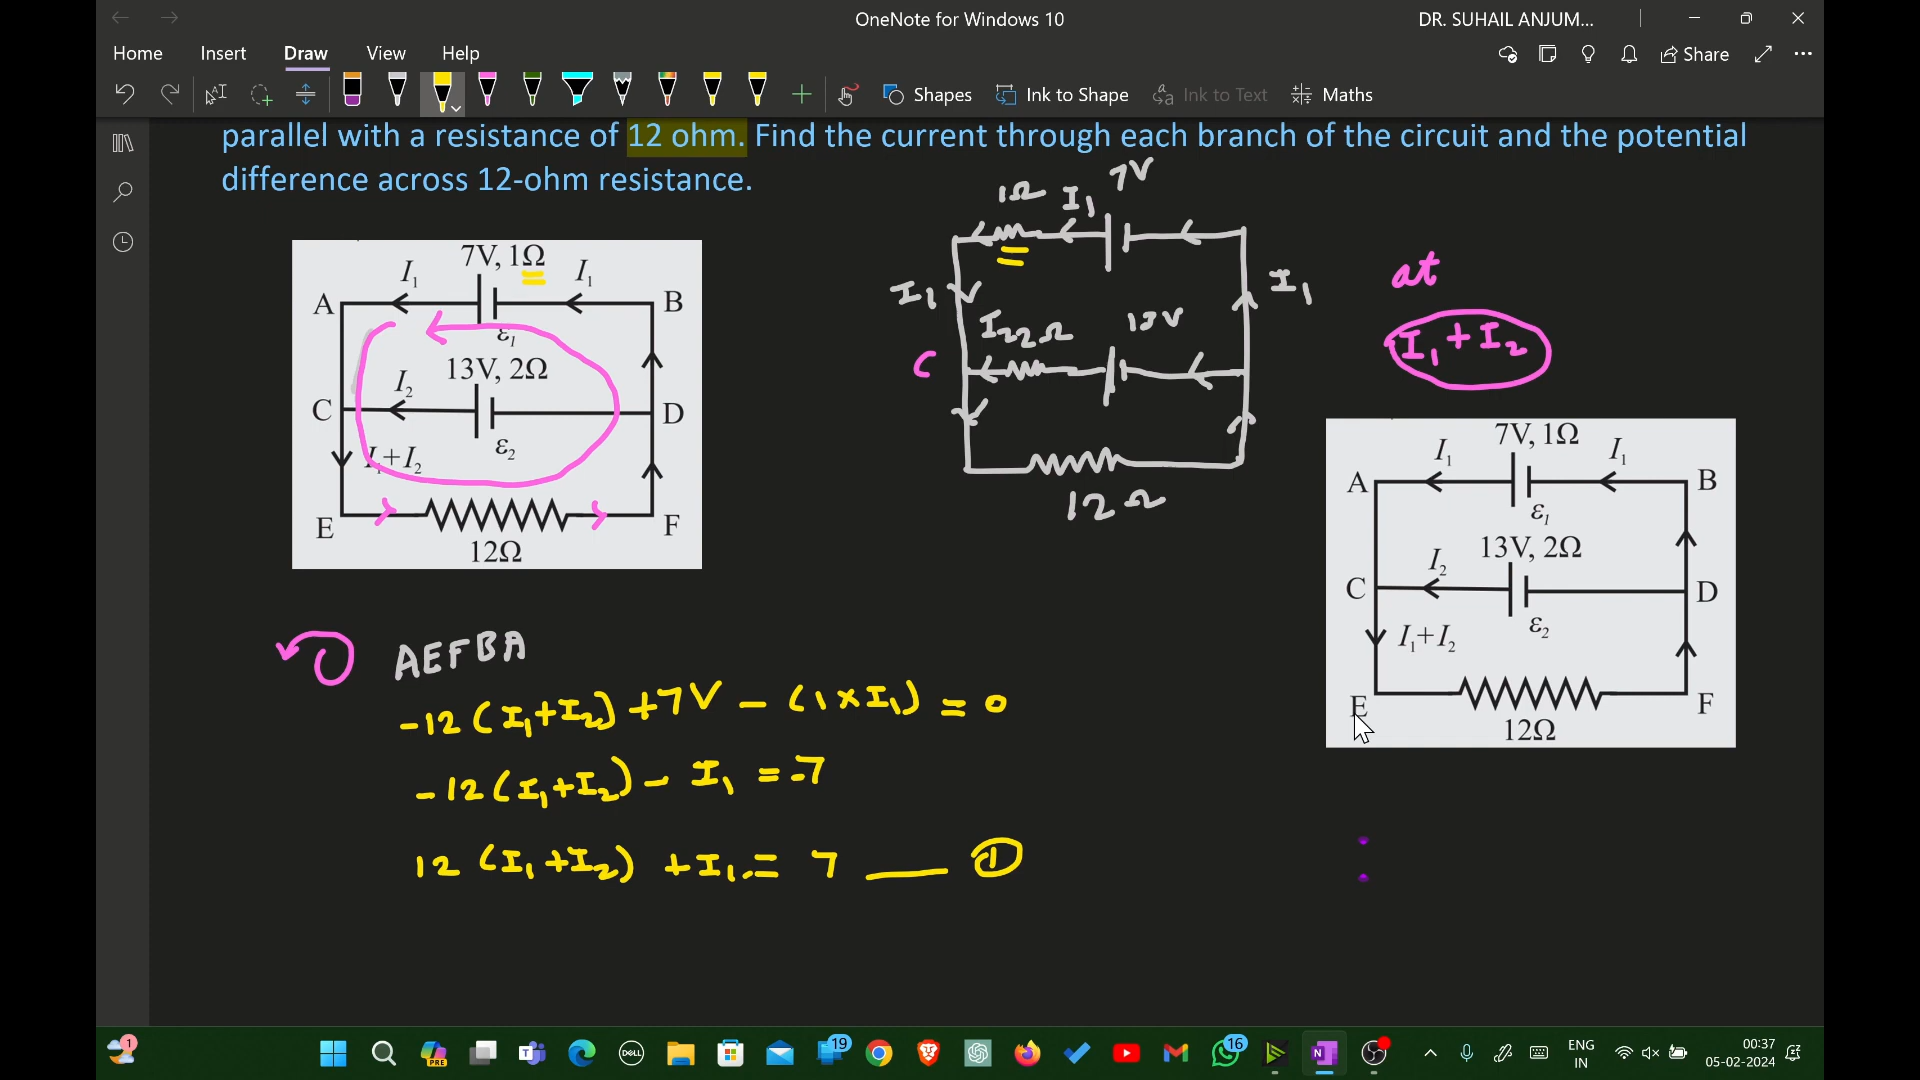 OneNote for Windows 10
DR. SUHAIL ANJUM...
Home Insert Draw View Help
Share
Shapes Ink to Shape Ink to Text Maths
parallel with a resistance of 12 ohm. Find the current through each branch of the circuit and the potential
difference across 12-ohm resistance.
7V, 1Ω
I₁ I₁
A B
ε₁
13V, 2Ω
I₂
C D
ε₂
I₁+I₂
E F
12Ω
1Ω I₁ 7V
I₁ I₁
I₂ 2Ω 13V
C
12Ω
at
I₁ + I₂
7V, 1Ω
I₁ I₁
A B
ε₁
13V, 2Ω
I₂
C D
ε₂
I₁+I₂
E F
12Ω
AEFBA
-12 (I₁+I₂) +7V - (1×I₁) = 0
-12(I₁+I₂) - I₁ = -7
12 (I₁+I₂) + I₁ = 7 —— ①
1
PRE
DELL
19
16
ENG
IN
00:37
05-02-2024